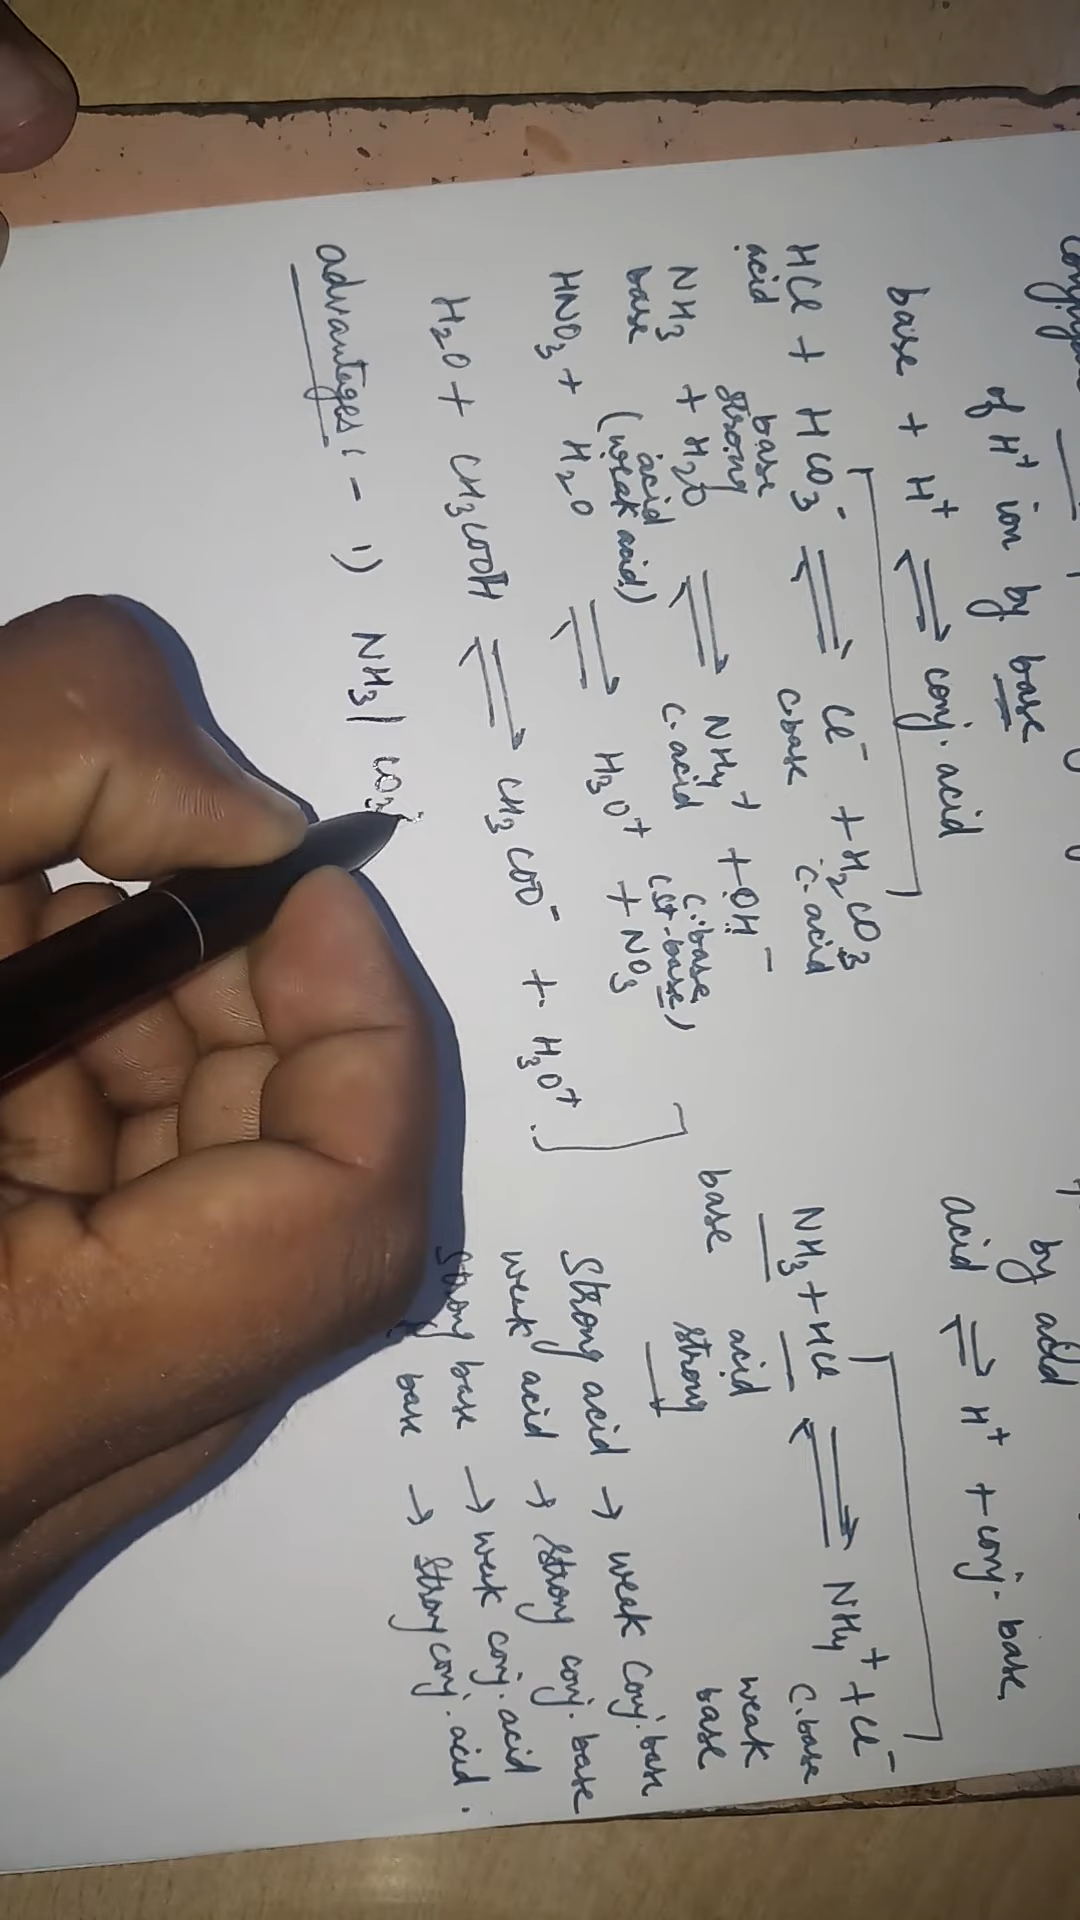 of H⁺ ion by base
by acid
base + H⁺ ⇌ conj. acid
acid ⇌ H⁺ + conj. base
HCl + HCO₃⁻ ⇌ Cl⁻ + H₂CO₃
acid base C.base C.acid
strong
NH₃ + HCl ⇌ NH₄⁺ + Cl⁻
base acid C.base
strong weak
base
NH₃ + H₂O ⇌ NH₄⁺ + OH⁻
base acid C.acid C.base
(weak acid) (st. base)
HNO₃ + H₂O ⇌ H₃O⁺ + NO₃
H₂O + CH₃COOH ⇌ CH₃COO⁻ + H₃O⁺
Strong acid → weak Conj. base
weak acid → strong conj. base
Strong base → weak conj. acid
base → strong conj. acid.
advantages :- 1) NH₃/ CO₃